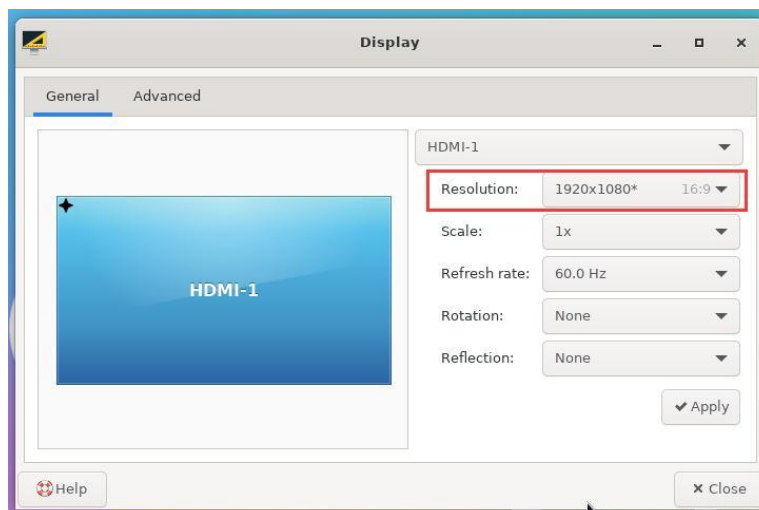 Display
General Advanced
HDMI-1
Resolution: 1920x1080* 16:9
Scale: 1x
HDMI-1
Refresh rate: 60.0 Hz
Rotation: None
Reflection: None
Apply
Help Close